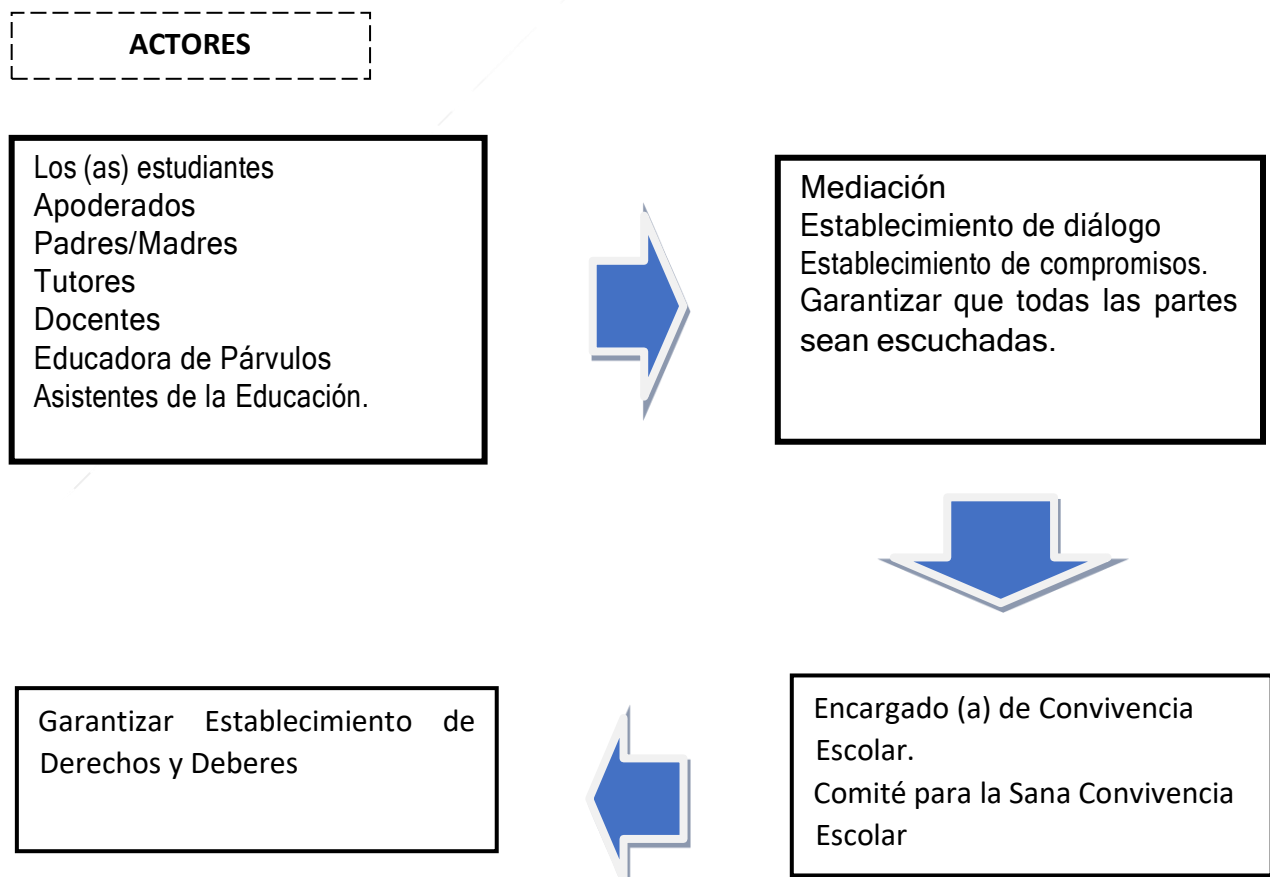 ACTORES
Los (as) estudiantes
Apoderados
Padres/Madres
Tutores
Docentes
Educadora de Párvulos
Asistentes de la Educación.
Mediación
Establecimiento de diálogo
Establecimiento de compromisos.
Garantizar que todas las partes
sean escuchadas.
Encargado (a) de Convivencia
Escolar.
Comité para la Sana Convivencia
Escolar
Garantizar Establecimiento de
Derechos y Deberes